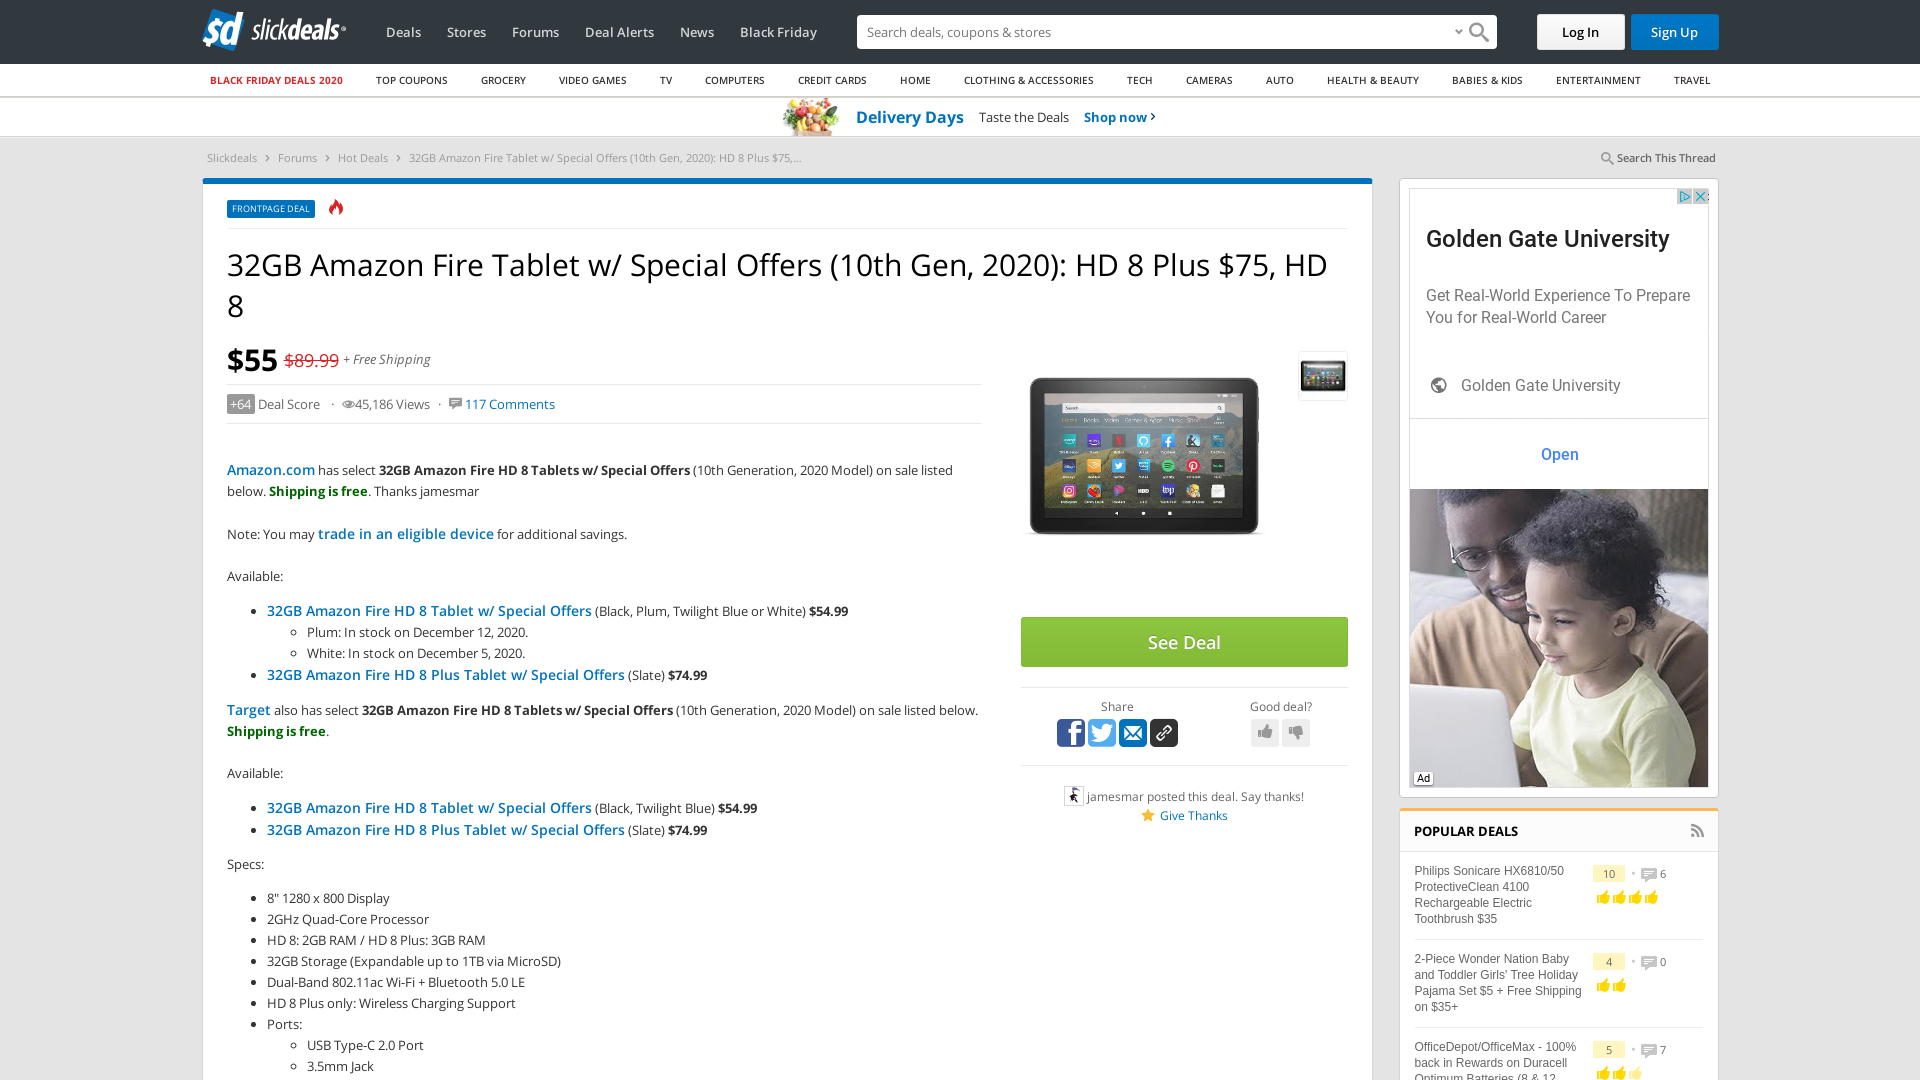 slickdeals
Deals
Stores
Forums
Deal Alerts
News
Black Friday
Search deals, coupons & stores
Log In
Sign Up
BLACK FRIDAY DEALS 2020
TOP COUPONS
GROCERY
VIDEO GAMES
TV
COMPUTERS
CREDIT CARDS
HOME
CLOTHING & ACCESSORIES
TECH
CAMERAS
AUTO
HEALTH & BEAUTY
BABIES & KIDS
ENTERTAINMENT
TRAVEL
Delivery Days Taste the Deals Shop now ›
Slickdeals › Forums › Hot Deals › 32GB Amazon Fire Tablet w/ Special Offers (10th Gen, 2020): HD 8 Plus $75,...
Search This Thread
FRONTPAGE DEAL
32GB Amazon Fire Tablet w/ Special Offers (10th Gen, 2020): HD 8 Plus $75, HD
8
$55 $89.99 + Free Shipping
+64 Deal Score · 45,186 Views · 117 Comments
Amazon.com has select 32GB Amazon Fire HD 8 Tablets w/ Special Offers (10th Generation, 2020 Model) on sale listed
below. Shipping is free. Thanks jamesmar
Note: You may trade in an eligible device for additional savings.
Available:
32GB Amazon Fire HD 8 Tablet w/ Special Offers (Black, Plum, Twilight Blue or White) $54.99
Plum: In stock on December 12, 2020.
White: In stock on December 5, 2020.
32GB Amazon Fire HD 8 Plus Tablet w/ Special Offers (Slate) $74.99
Target also has select 32GB Amazon Fire HD 8 Tablets w/ Special Offers (10th Generation, 2020 Model) on sale listed below.
Shipping is free.
Available:
32GB Amazon Fire HD 8 Tablet w/ Special Offers (Black, Twilight Blue) $54.99
32GB Amazon Fire HD 8 Plus Tablet w/ Special Offers (Slate) $74.99
Specs:
8" 1280 x 800 Display
2GHz Quad-Core Processor
HD 8: 2GB RAM / HD 8 Plus: 3GB RAM
32GB Storage (Expandable up to 1TB via MicroSD)
Dual-Band 802.11ac Wi-Fi + Bluetooth 5.0 LE
HD 8 Plus only: Wireless Charging Support
Ports:
USB Type-C 2.0 Port
3.5mm Jack
See Deal
Share
Good deal?
jamesmar posted this deal. Say thanks!
Give Thanks
Golden Gate University
Get Real-World Experience To Prepare
You for Real-World Career
Golden Gate University
Open
Ad
POPULAR DEALS
Philips Sonicare HX6810/50
ProtectiveClean 4100
Rechargeable Electric
Toothbrush $35
10 • 6
2-Piece Wonder Nation Baby
and Toddler Girls' Tree Holiday
Pajama Set $5 + Free Shipping
on $35+
4 • 0
OfficeDepot/OfficeMax - 100%
back in Rewards on Duracell
Optimum Batteries (8 & 12
5 • 7